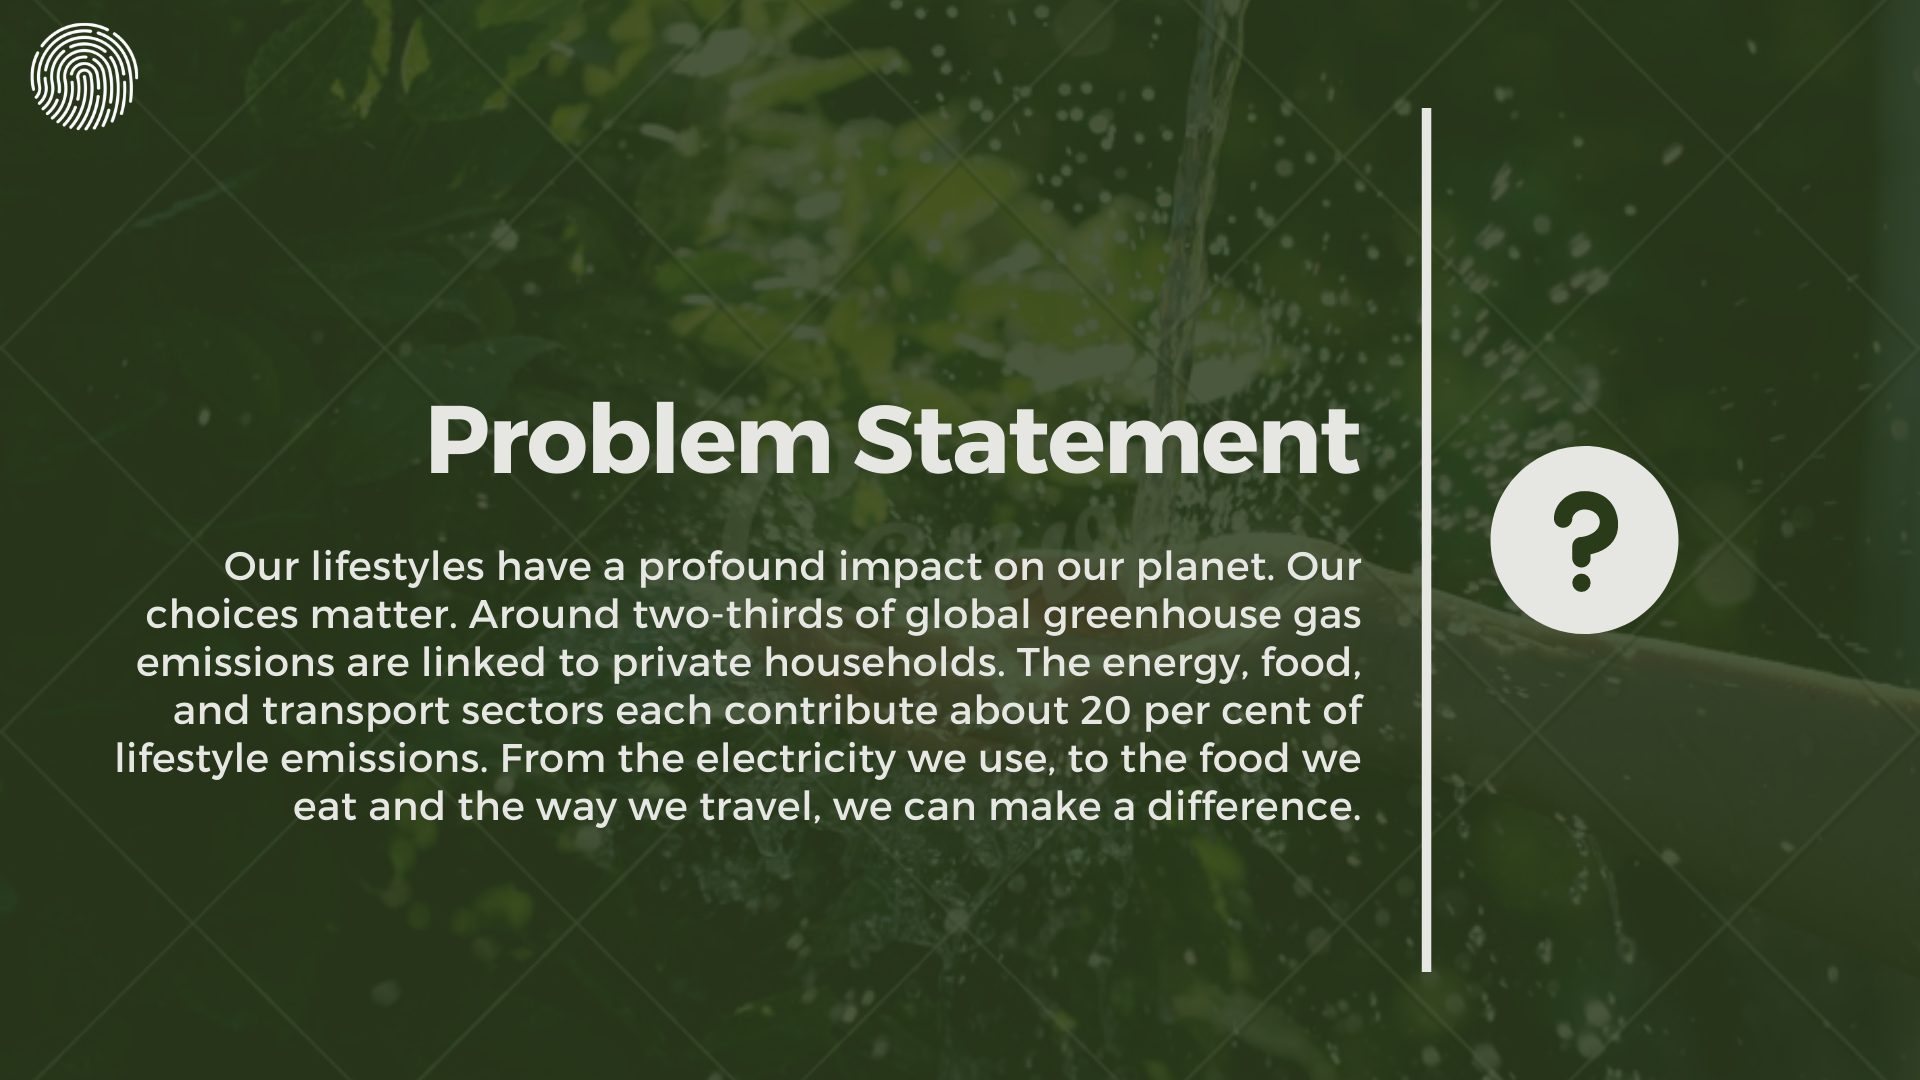 Problem Statement
Our lifestyles have a profound impact on our planet. Our
choices matter. Around two-thirds of global greenhouse gas
emissions are linked to private households. The energy, food,
and transport sectors each contribute about 20 per cent of
lifestyle emissions. From the electricity we use, to the food we
eat and the way we travel, we can make a difference.
?